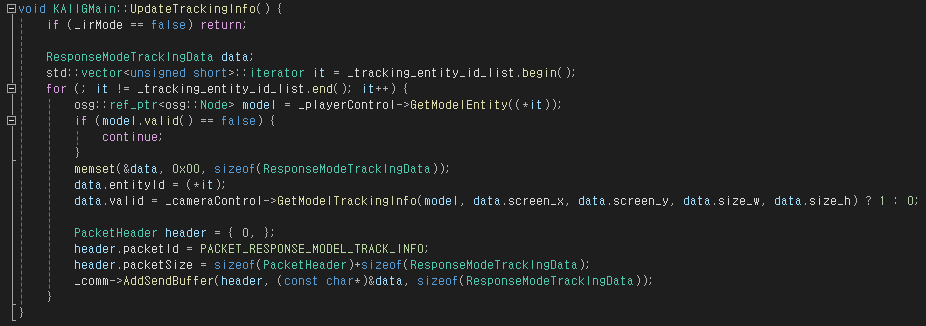 void KAIIGMain::UpdateTrackingInfo() {
    if (_irMode == false) return;

    ResponseModeTrackIngData data;
    std::vector<unsigned short>::iterator it = _tracking_entity_id_list.begin();
    for (; it != _tracking_entity_id_list.end(); it++) {
        osg::ref_ptr<osg::Node> model = _playerControl->GetModelEntity((*it));
        if (model.valid() == false) {
            continue;
        }
        memset(&data, 0x00, sizeof(ResponseModeTrackIngData));
        data.entityId = (*it);
        data.valid = _cameraControl->GetModelTrackingInfo(model, data.screen_x, data.screen_y, data.size_w, data.size_h) ? 1 : 0;

        PacketHeader header = { 0, };
        header.packetId = PACKET_RESPONSE_MODEL_TRACK_INFO;
        header.packetSize = sizeof(PacketHeader)+sizeof(ResponseModeTrackIngData);
        _comm->AddSendBuffer(header, (const char*)&data, sizeof(ResponseModeTrackIngData));
    }
}